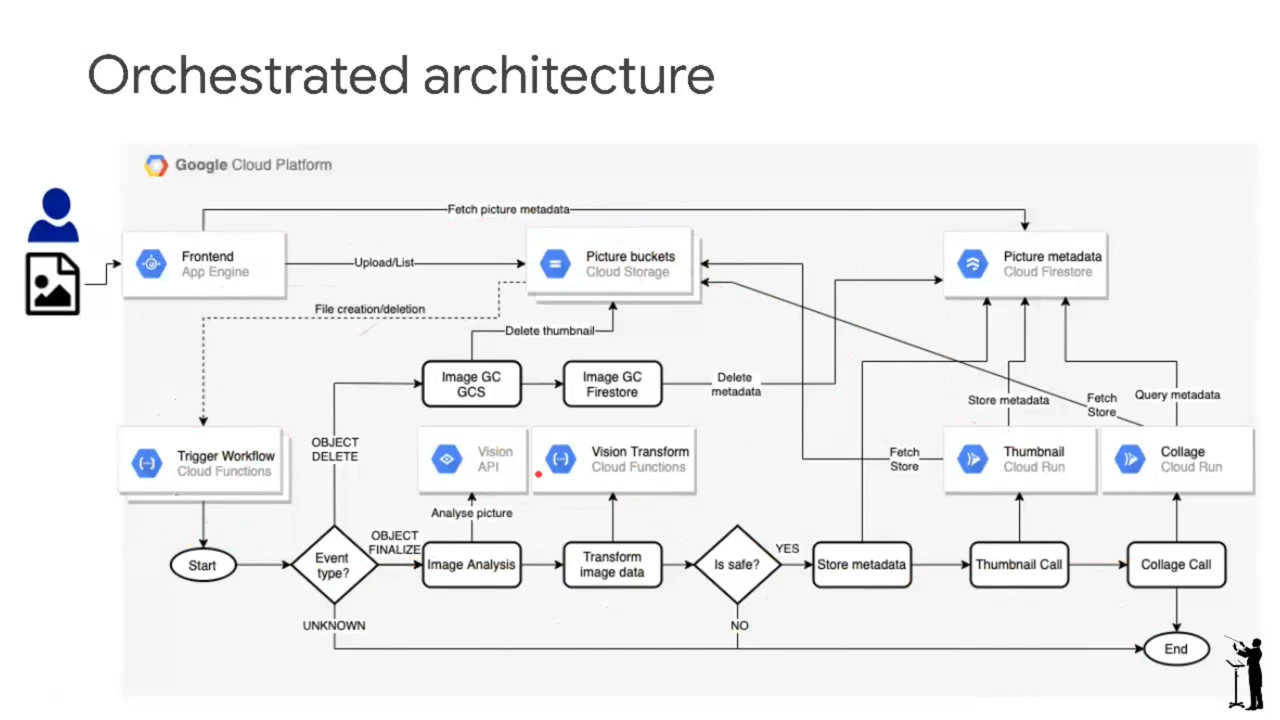 Orchestrated architecture
Google Cloud Platform
Fetch picture metadata
Frontend
App Engine
Upload/List
Picture buckets
Cloud Storage
Picture metadata
Cloud Firestore
File creation/deletion
Delete thumbnail
Image GC
GCS
Image GC
Firestore
Delete
metadata
Store metadata
Fetch
Store
Query metadata
OBJECT
DELETE
Trigger Workflow
Cloud Functions
Vision
API
Vision Transform
Cloud Functions
Fetch
Store
Thumbnail
Cloud Run
Collage
Cloud Run
Analyse picture
Start
Event
type?
OBJECT
FINALIZE
Image Analysis
Transform
image data
Is safe?
YES
Store metadata
Thumbnail Call
Collage Call
UNKNOWN
NO
End